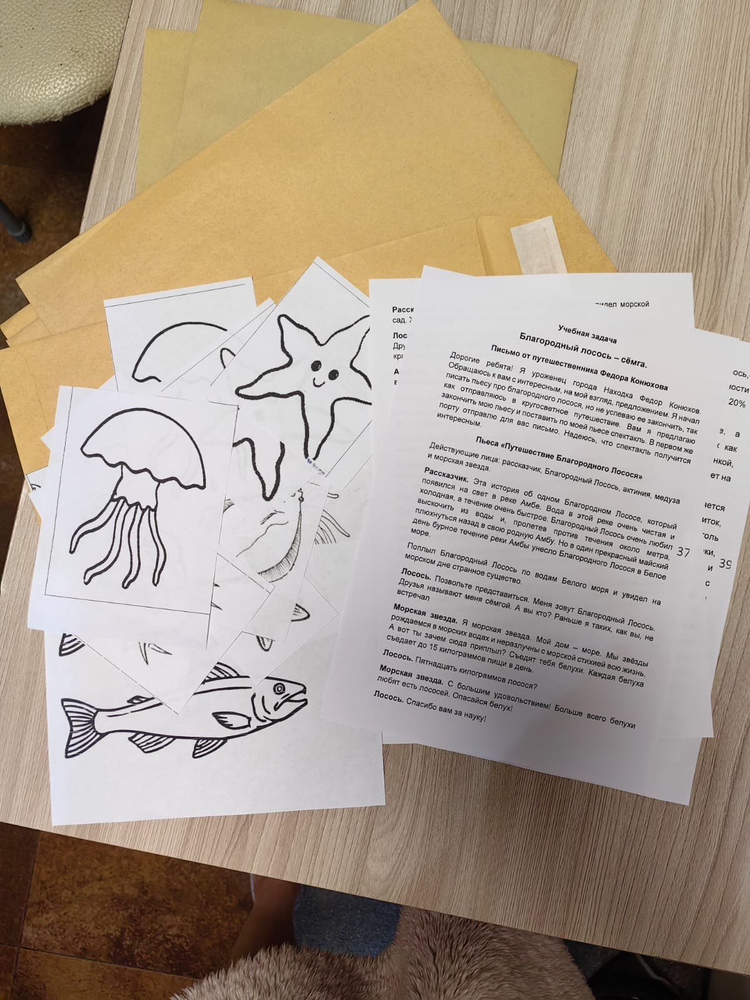 морской
Учебная задача
Благородный лосось – сёмга.
Письмо от путешественника Федора Конюхова
Дорогие ребята! Я уроженец города Находка Федор Конюхов.
Обращаюсь к вам с интересным, на мой взгляд, предложением. Я начал
писать пьесу про благородного лосося, но не успеваю ее закончить, так
как отправляюсь в кругосветное путешествие. Вам я предлагаю
закончить мою пьесу и поставить по моей пьесе спектакль. В первом же
порту отправлю для вас письмо. Надеюсь, что спектакль получится
интересным.
Пьеса «Путешествие Благородного Лосося»
Действующие лица: рассказчик, Благородный Лосось, актиния, медуза
и морская звезда.
Рассказчик. Эта история об одном Благородном Лососе, который
появился на свет в реке Амбе. Вода в этой реке очень чистая и
холодная, а течение очень быстрое. Благородный Лосось очень любил
выскочить из воды и, пролетев против течения около метра,
плюхнуться назад в свою родную Амбу. Но в один прекрасный майский
день бурное течение реки Амбы унесло Благородного Лосося в Белое
море.
Поплыл Благородный Лосось по водам Белого моря и увидел на
морском дне странное существо.
Лосось. Позвольте представиться. Меня зовут Благородный Лосось.
Друзья называют меня сёмгой. А вы кто? Раньше я таких, как вы, не
встречал
Морская звезда. Я морская звезда. Мой дом – море. Мы звёзды
рождаемся в морских водах и неразлучны с морской стихией всю жизнь.
А вот ты зачем сюда приплыл? Съедят тебя белухи. Каждая белуха
съедает до 15 килограммов пищи в день.
Лосось. Пятнадцать килограммов лосося?
Морская звезда. С большим удовольствием! Больше всего белухи
любят есть лососей. Опасайся белух!
Лосось. Спасибо вам за науку!
37
сад.
20%
а
как
и
39
с